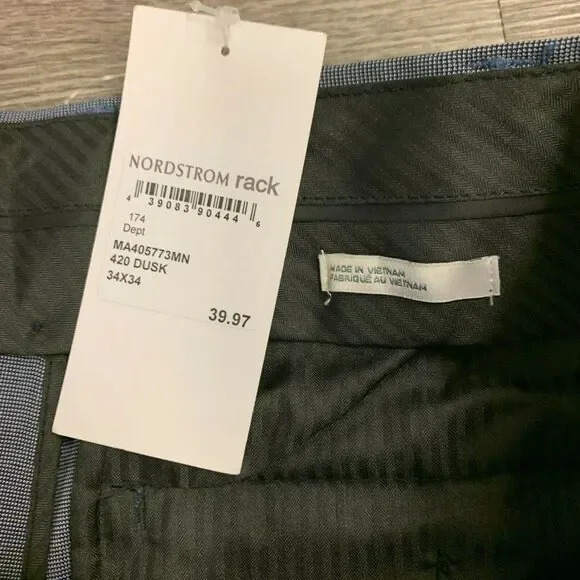 NORDSTROM rack
4 39083 90444 6
174
Dept
MA405773MN
420 DUSK
34X34
39.97
MADE IN VIETNAM
FABRIQUÉ AU VIETNAM